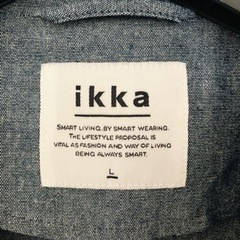 ikka
SMART LIVING. BY SMART WEARING.
THE LIFESTYLE PROPOSAL IS
VITAL AS FASHION AND WAY OF LIVING
BEING ALWAYS SMART.
L